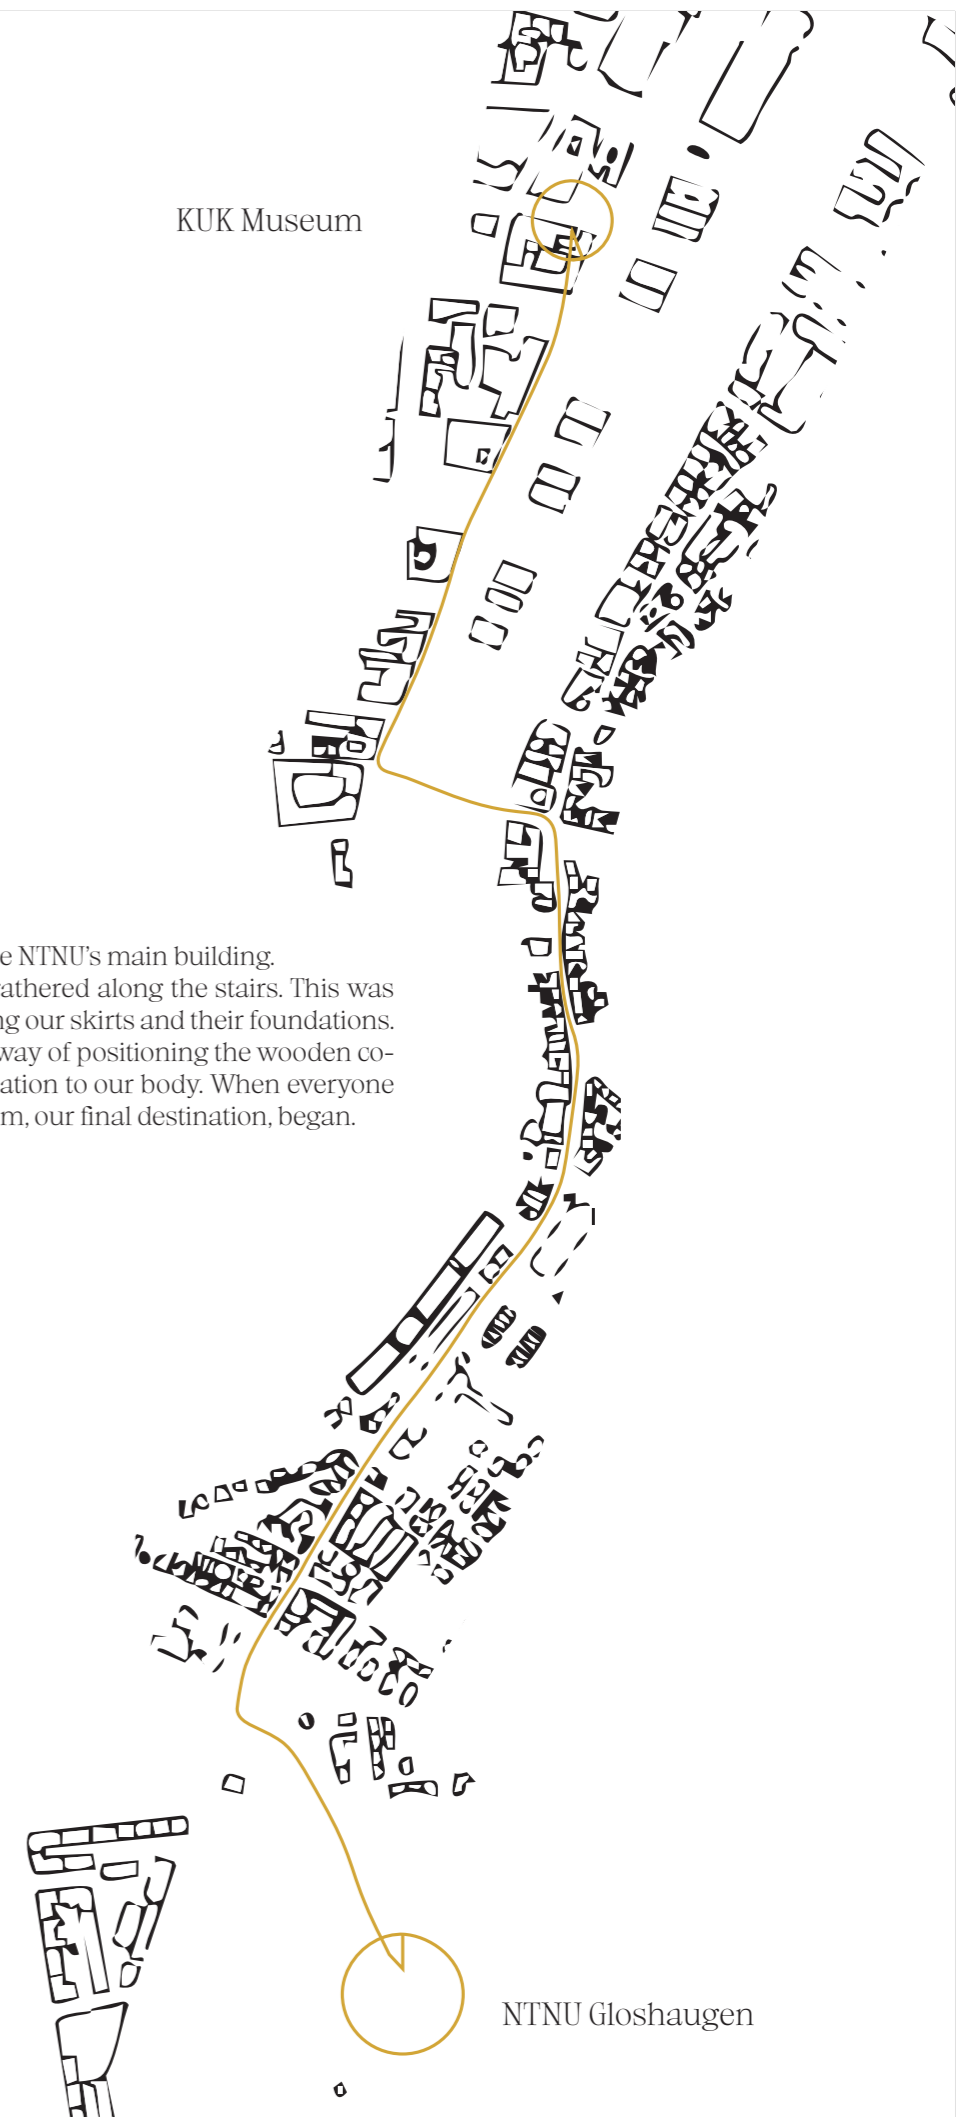 KUK Museum
e NTNU's main building.
athered along the stairs. This was
ng our skirts and their foundations.
way of positioning the wooden co-
ation to our body. When everyone
m, our final destination, began.
NTNU Gloshaugen